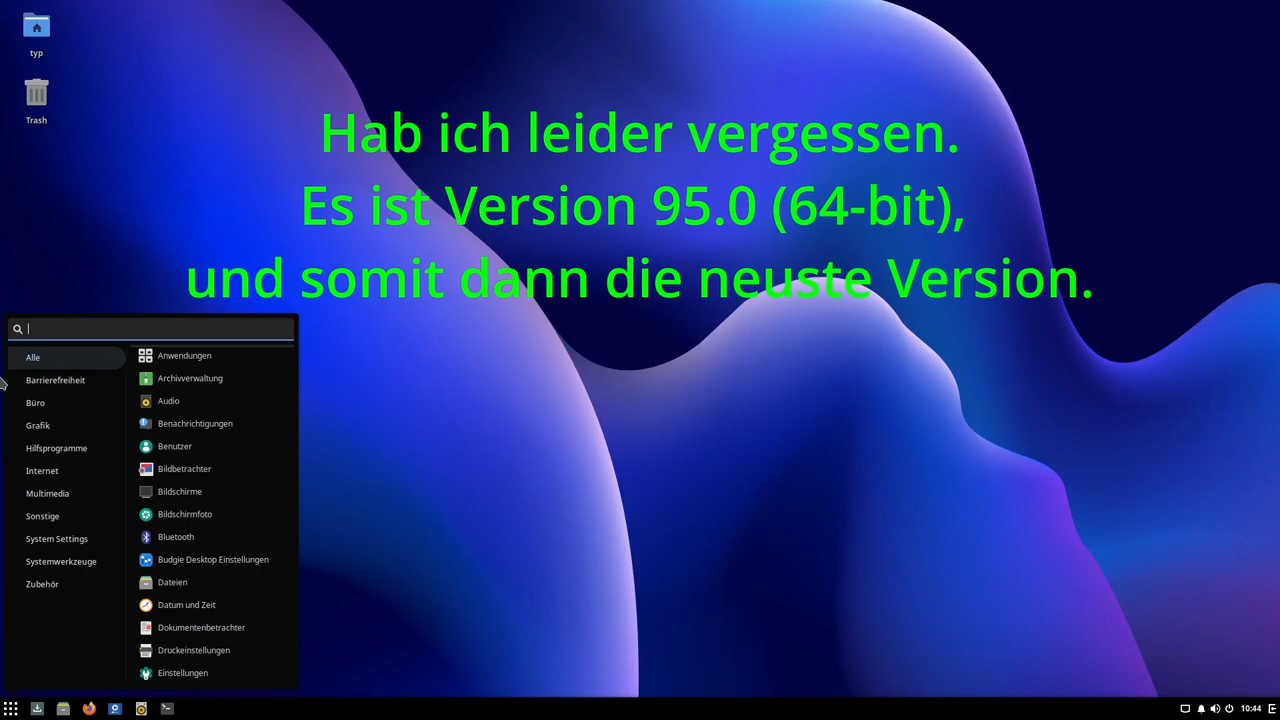 typ
Trash
Hab ich leider vergessen.
Es ist Version 95.0 (64-bit),
und somit dann die neuste Version.
Alle
Barrierefreiheit
Büro
Grafik
Hilfsprogramme
Internet
Multimedia
Sonstige
System Settings
Systemwerkzeuge
Zubehör
Anwendungen
Archivverwaltung
Audio
Benachrichtigungen
Benutzer
Bildbetrachter
Bildschirme
Bildschirmfoto
Bluetooth
Budgie Desktop Einstellungen
Dateien
Datum und Zeit
Dokumentenbetrachter
Druckeinstellungen
Einstellungen
10:44